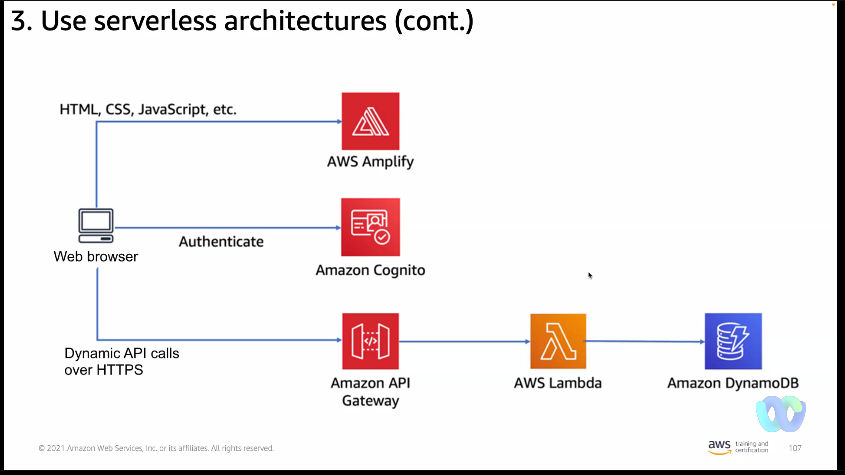 3. Use serverless architectures (cont.)
HTML, CSS, JavaScript, etc.
AWS Amplify
Authenticate
Web browser
Amazon Cognito
Dynamic API calls
over HTTPS
Amazon API
Gateway
AWS Lambda
Amazon DynamoDB
© 2021 Amazon Web Services, Inc. or its affiliates. All rights reserved.
aws training and
certification
107